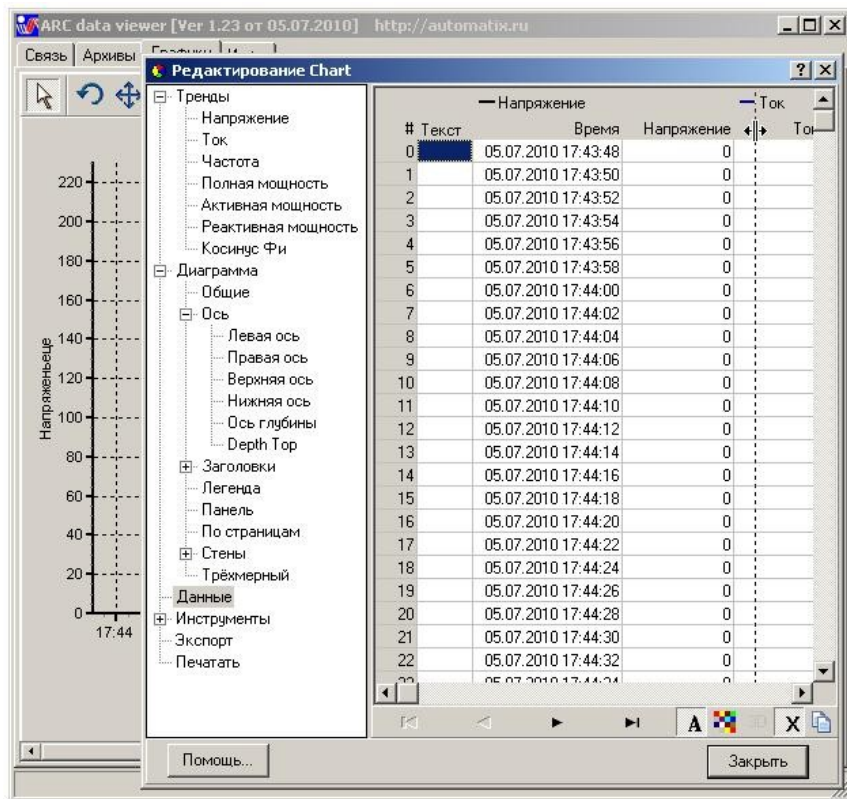 ARC data viewer [Ver 1.23 от 05.07.2010] http://automatix.ru
Связь Архивы Графики
Редактирование Chart
Тренды
Напряжение
Ток
Частота
Полная мощность
Активная мощность
Реактивная мощность
Косинус Фи
Диаграмма
Общие
Ось
Левая ось
Правая ось
Верхняя ось
Нижняя ось
Ось глубины
Depth Top
Заголовки
Легенда
Панель
По страницам
Стены
Трёхмерный
Данные
Инструменты
Экспорт
Печатать
Напряженьеце
220
200
180
160
140
120
100
80
60
40
20
0
17:44
Напряжение Ток
# Текст Время Напряжение Ток
0 05.07.2010 17:43:48 0
1 05.07.2010 17:43:50 0
2 05.07.2010 17:43:52 0
3 05.07.2010 17:43:54 0
4 05.07.2010 17:43:56 0
5 05.07.2010 17:43:58 0
6 05.07.2010 17:44:00 0
7 05.07.2010 17:44:02 0
8 05.07.2010 17:44:04 0
9 05.07.2010 17:44:06 0
10 05.07.2010 17:44:08 0
11 05.07.2010 17:44:10 0
12 05.07.2010 17:44:12 0
13 05.07.2010 17:44:14 0
14 05.07.2010 17:44:16 0
15 05.07.2010 17:44:18 0
16 05.07.2010 17:44:20 0
17 05.07.2010 17:44:22 0
18 05.07.2010 17:44:24 0
19 05.07.2010 17:44:26 0
20 05.07.2010 17:44:28 0
21 05.07.2010 17:44:30 0
22 05.07.2010 17:44:32 0
23 05.07.2010 17:44:34 0
A 3D X
Помощь... Закрыть